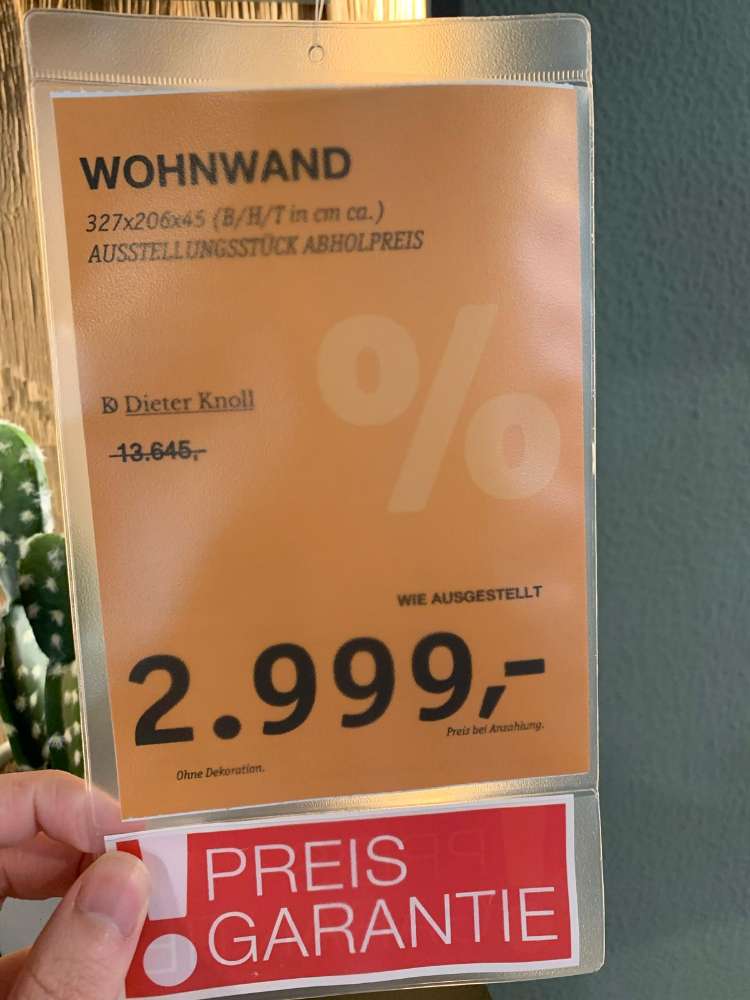 WOHNWAND
327x206x45 (B/H/T in cm ca.)
AUSSTELLUNGSSTÜCK ABHOLPREIS
%
Dieter Knoll
13.645,-
WIE AUSGESTELLT
2.999,-
Preis bei Anzahlung.
Ohne Dekoration.
! PREIS
GARANTIE